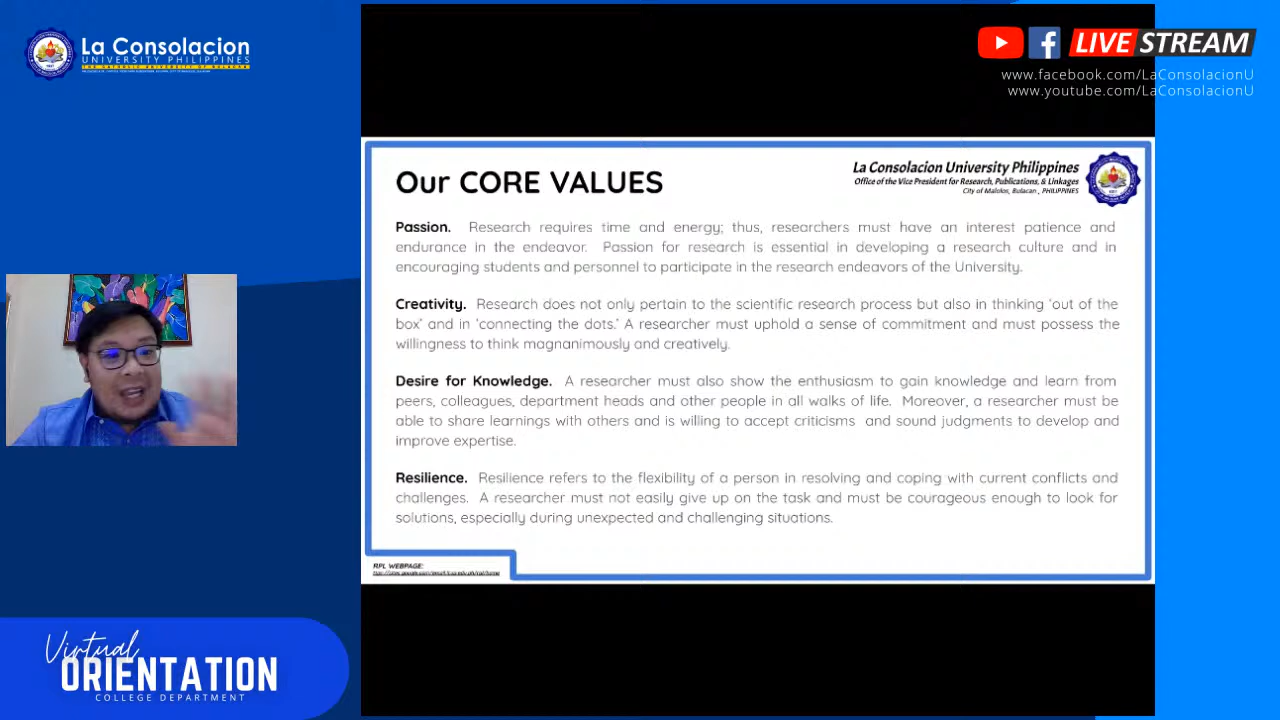 La Consolacion
UNIVERSITY PHILIPPINES
LIVE STREAM
www.facebook.com/LaConsolacionU
www.youtube.com/LaConsolacionU
Our CORE VALUES
La Consolacion University Philippines
Office of the Vice President for Research, Publications, & Linkages
City of Malolos, Bulacan , PHILIPPINES
Passion. Research requires time and energy; thus, researchers must have an interest patience and
endurance in the endeavor. Passion for research is essential in developing a research culture and in
encouraging students and personnel to participate in the research endeavors of the University.
Creativity. Research does not only pertain to the scientific research process but also in thinking ‘out of the
box’ and in ‘connecting the dots.’ A researcher must uphold a sense of commitment and must possess the
willingness to think magnanimously and creatively.
Desire for Knowledge. A researcher must also show the enthusiasm to gain knowledge and learn from
peers, colleagues, department heads and other people in all walks of life. Moreover, a researcher must be
able to share learnings with others and is willing to accept criticisms and sound judgments to develop and
improve expertise.
Resilience. Resilience refers to the flexibility of a person in resolving and coping with current conflicts and
challenges. A researcher must not easily give up on the task and must be courageous enough to look for
solutions, especially during unexpected and challenging situations.
RPL WEBPAGE:
Virtual
ORIENTATION
COLLEGE DEPARTMENT